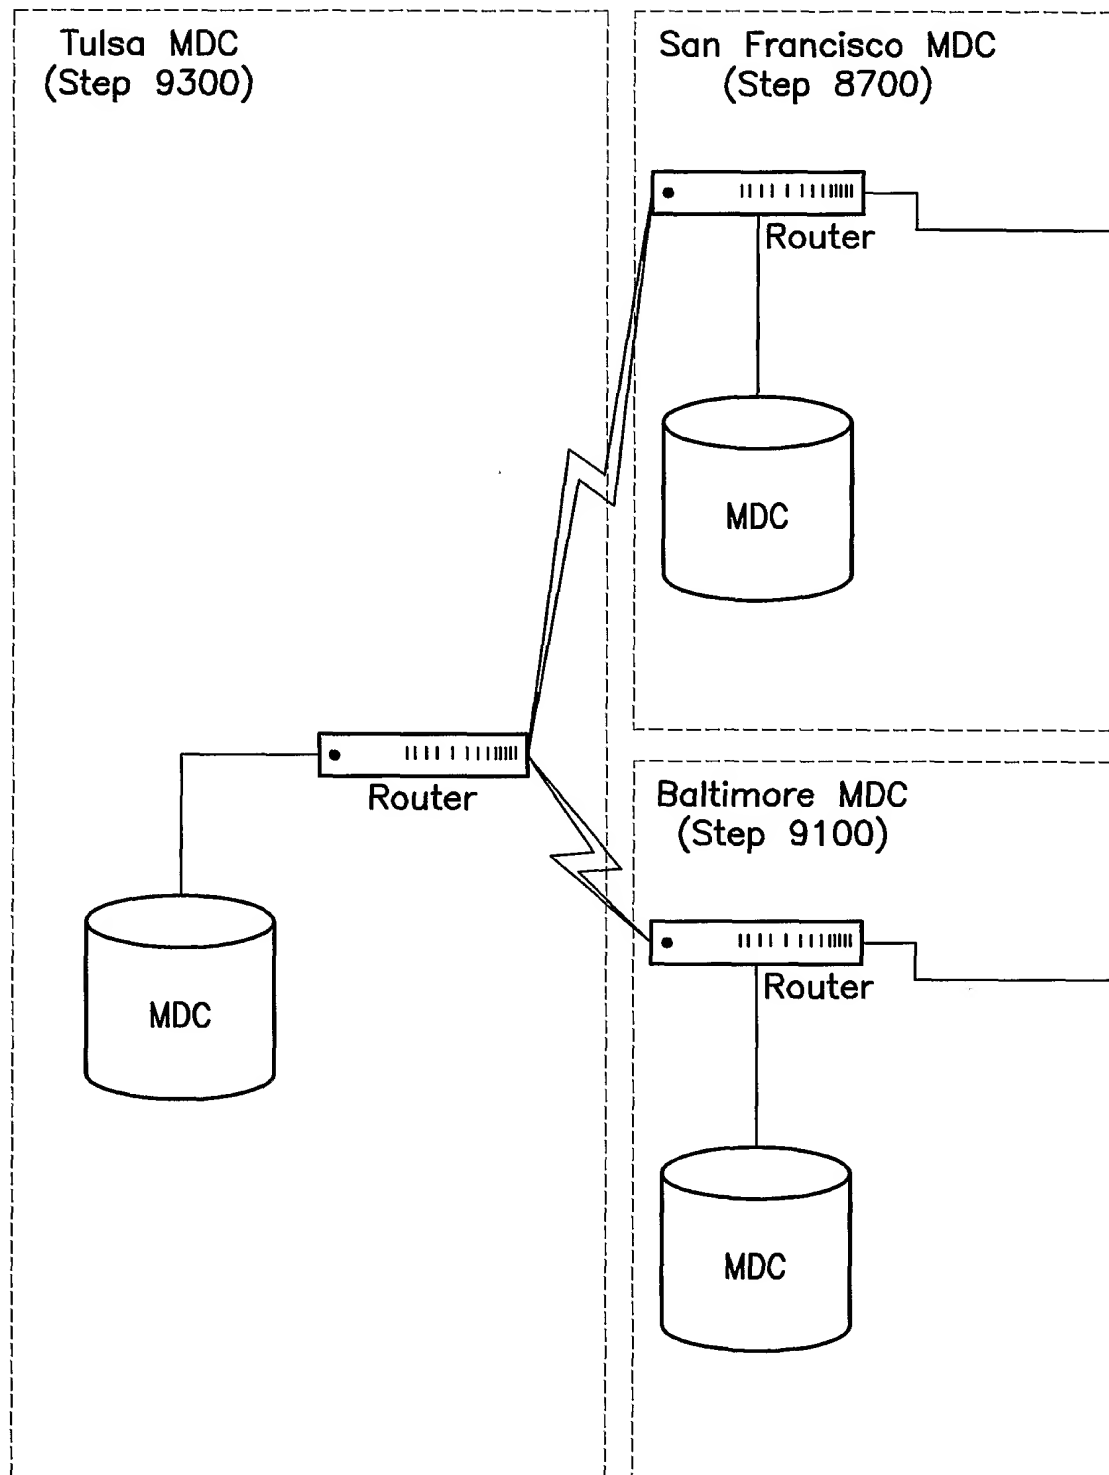 Tulsa MDC
(Step 9300)
San Francisco MDC
(Step 8700)
Router
MDC
Router
MDC
Baltimore MDC
(Step 9100)
Router
MDC